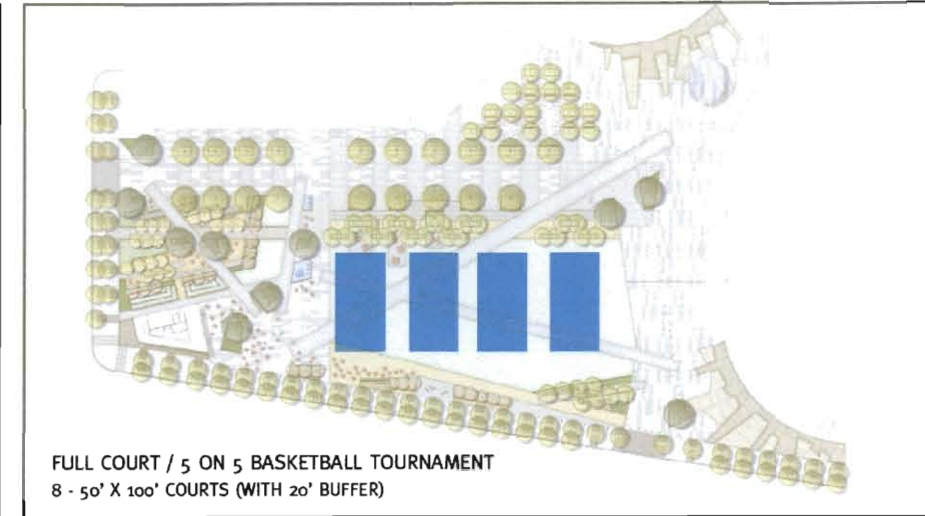 FULL COURT / 5 ON 5 BASKETBALL TOURNAMENT
8 - 50' X 100' COURTS (WITH 20' BUFFER)